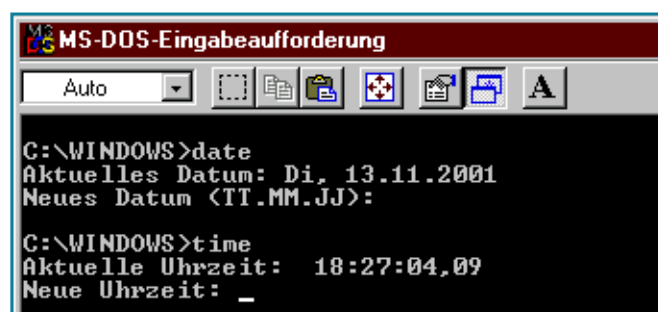 MS-DOS-Eingabeaufforderung
Auto
A
C:\WINDOWS>date
Aktuelles Datum: Di, 13.11.2001
Neues Datum (TT.MM.JJ):
C:\WINDOWS>time
Aktuelle Uhrzeit:  18:27:04,09
Neue Uhrzeit: _